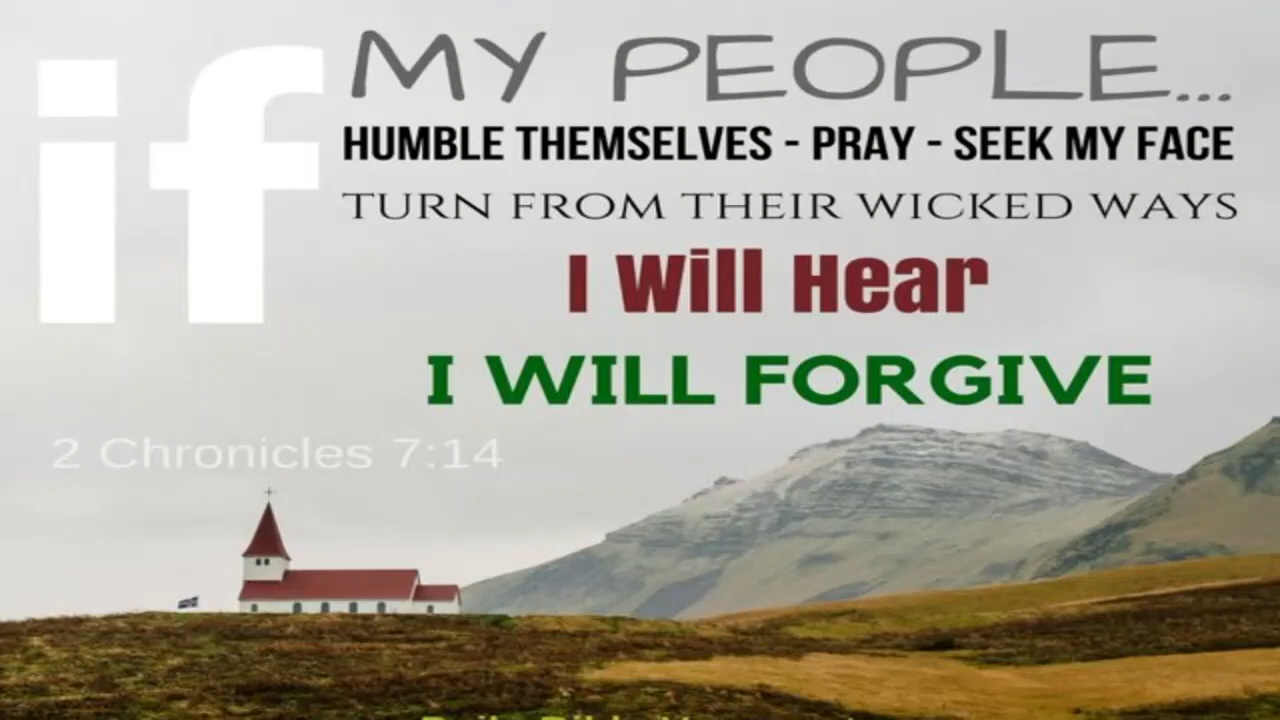 if
MY PEOPLE...
HUMBLE THEMSELVES - PRAY - SEEK MY FACE
TURN FROM THEIR WICKED WAYS
I Will Hear
I WILL FORGIVE
2 Chronicles 7:14